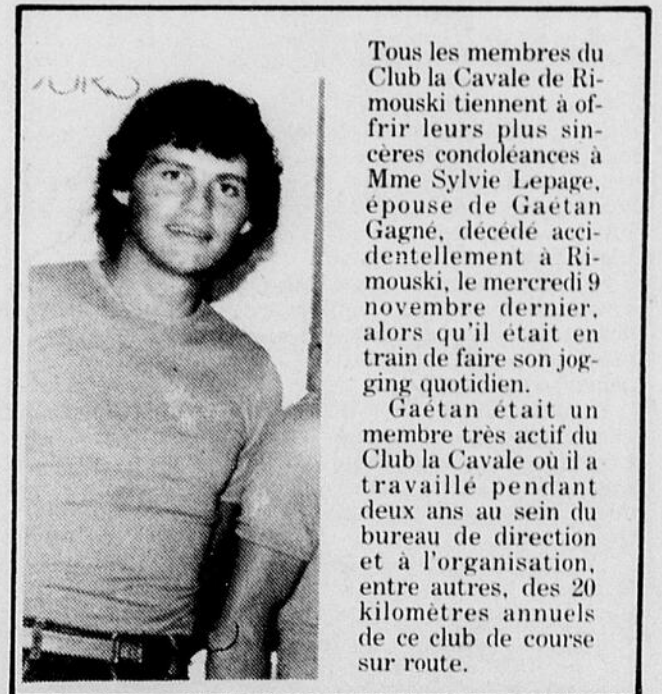 Tous les membres du
Club la Cavale de Ri-
mouski tiennent à of-
frir leurs plus sin-
cères condoléances à
Mme Sylvie Lepage,
épouse de Gaétan
Gagné, décédé acci-
dentellement à Ri-
mouski, le mercredi 9
novembre dernier,
alors qu'il était en
train de faire son jog-
ging quotidien.
Gaétan était un
membre très actif du
Club la Cavale où il a
travaillé pendant
deux ans au sein du
bureau de direction
et à l'organisation,
entre autres, des 20
kilomètres annuels
de ce club de course
sur route.